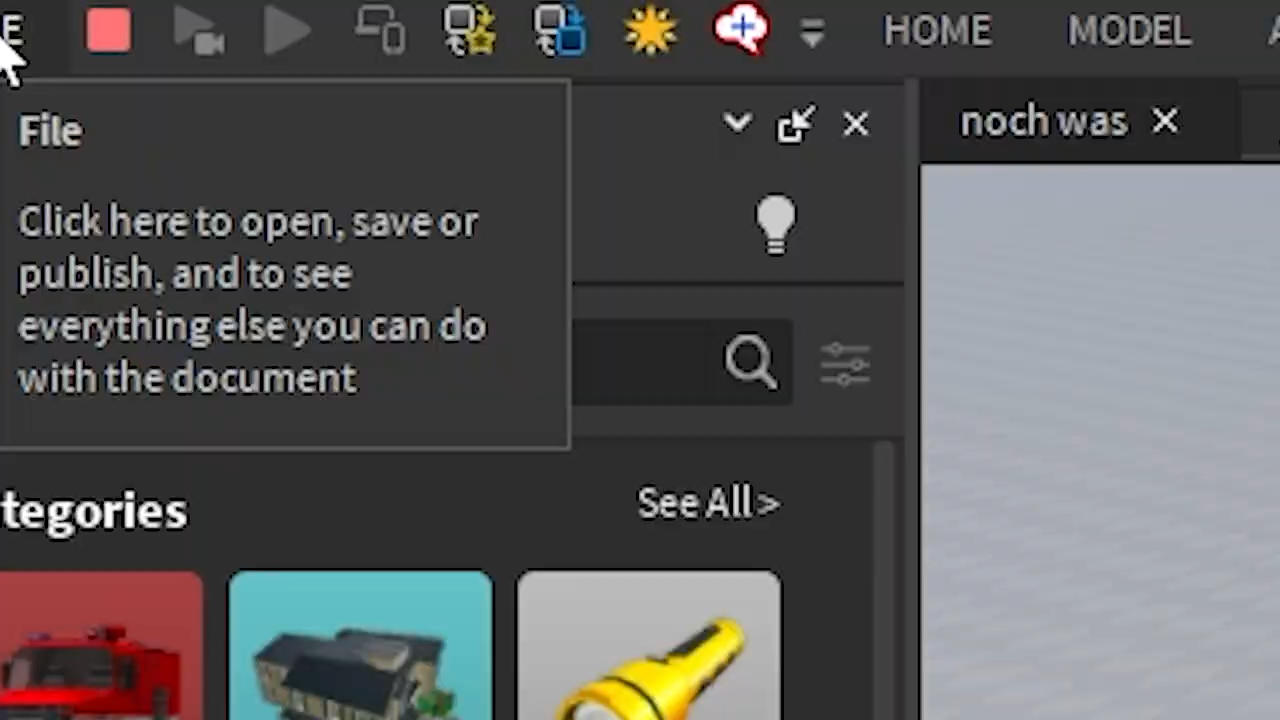 E
HOME
MODEL
File
Click here to open, save or
publish, and to see
everything else you can do
with the document
noch was
tegories
See All >